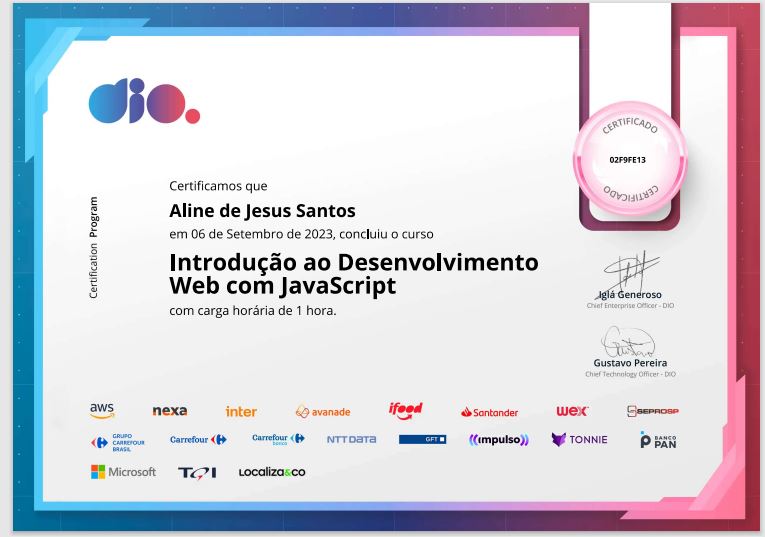 dio.
CERTIFICADO
02F9FE13
CERTIFICADO
Certification Program
Certificamos que
Aline de Jesus Santos
em 06 de Setembro de 2023, concluiu o curso
Introdução ao Desenvolvimento
Web com JavaScript
com carga horária de 1 hora.
Iglá Generoso
Chief Enterprise Officer - DIO
Gustavo Pereira
Chief Technology Officer - DIO
aws nexa inter avanade ifood Santander wex SEPROSP
GRUPO
CARREFOUR
BRASIL
Carrefour Carrefour
banco
NTT DATA GFT ((impulso)) TONNIE BANCO
PAN
Microsoft TQI Localiza&co